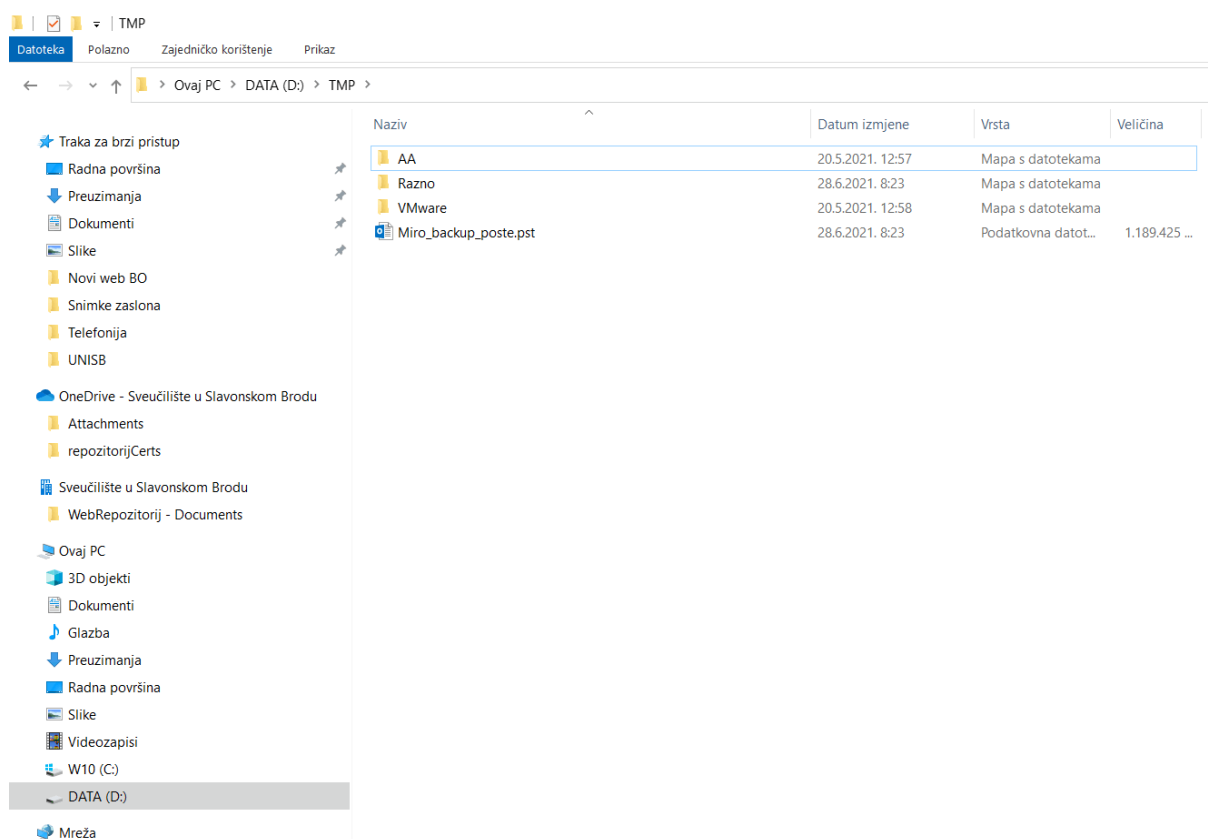 TMP
Datoteka Polazno Zajedničko korištenje Prikaz
Ovaj PC > DATA (D:) > TMP >
Naziv Datum izmjene Vrsta Veličina
AA 20.5.2021. 12:57 Mapa s datotekama
Razno 28.6.2021. 8:23 Mapa s datotekama
VMware 20.5.2021. 12:58 Mapa s datotekama
Miro_backup_poste.pst 28.6.2021. 8:23 Podatkovna datot... 1.189.425 ...
Traka za brzi pristup
Radna površina
Preuzimanja
Dokumenti
Slike
Novi web BO
Snimke zaslona
Telefonija
UNISB
OneDrive - Sveučilište u Slavonskom Brodu
Attachments
repozitorijCerts
Sveučilište u Slavonskom Brodu
WebRepozitorij - Documents
Ovaj PC
3D objekti
Dokumenti
Glazba
Preuzimanja
Radna površina
Slike
Videozapisi
W10 (C:)
DATA (D:)
Mreža